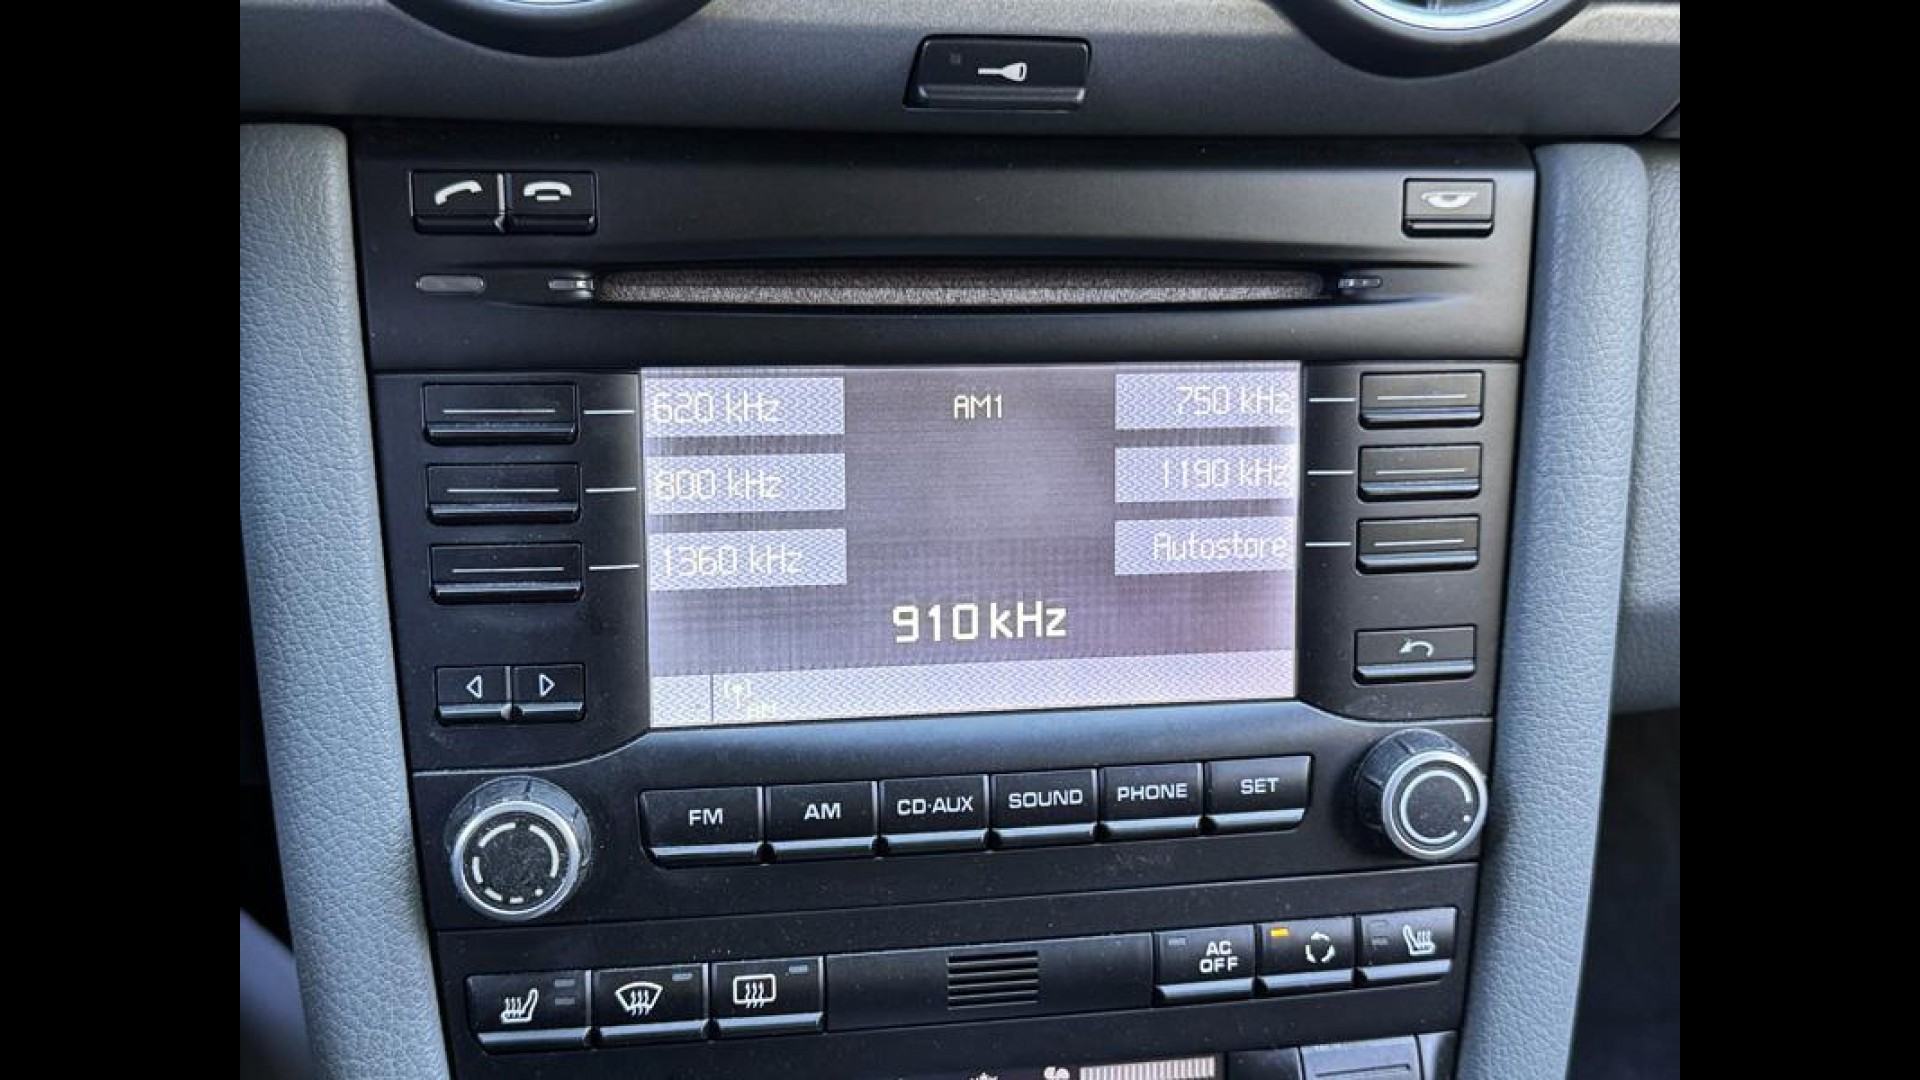 620 kHz AM1 750 kHz
800 kHz 1190 kHz
1360 kHz Autostore
910 kHz
AM
FM AM CD·AUX SOUND PHONE SET
AC
OFF